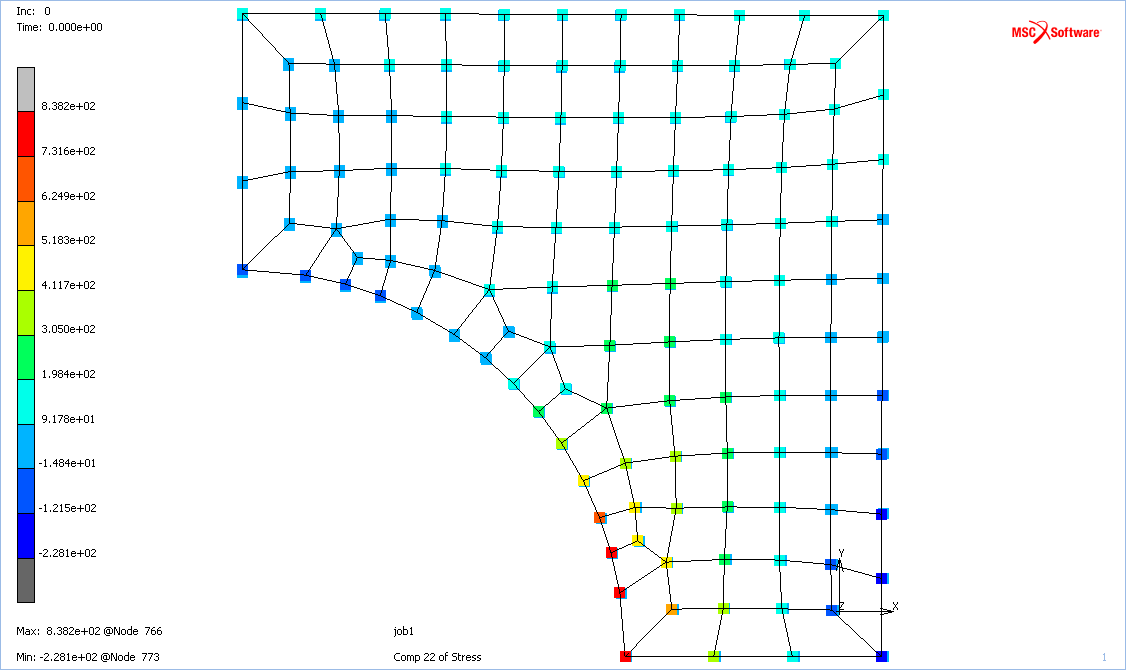 Inc: 0
Time: 0.000e+00
MSC Software
8.382e+02
7.316e+02
6.249e+02
5.183e+02
4.117e+02
3.050e+02
1.984e+02
9.178e+01
-1.484e+01
-1.215e+02
-2.281e+02
Y
Z X
Max: 8.382e+02 @Node 766
Min: -2.281e+02 @Node 773
job1
Comp 22 of Stress
1